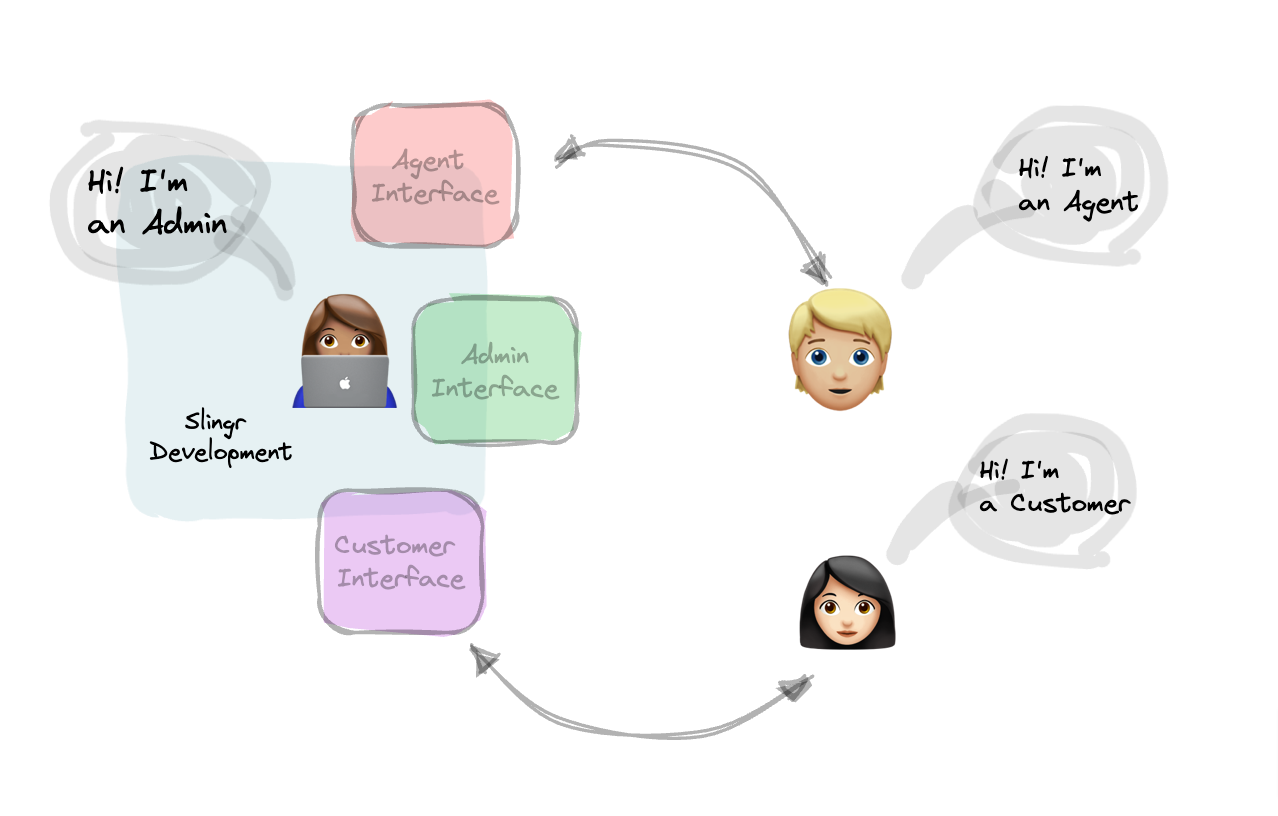 Hi! I'm
an Admin
Agent
Interface
Hi! I'm
an Agent
Admin
Interface
Slingr
Development
Hi! I'm
a Customer
Customer
Interface